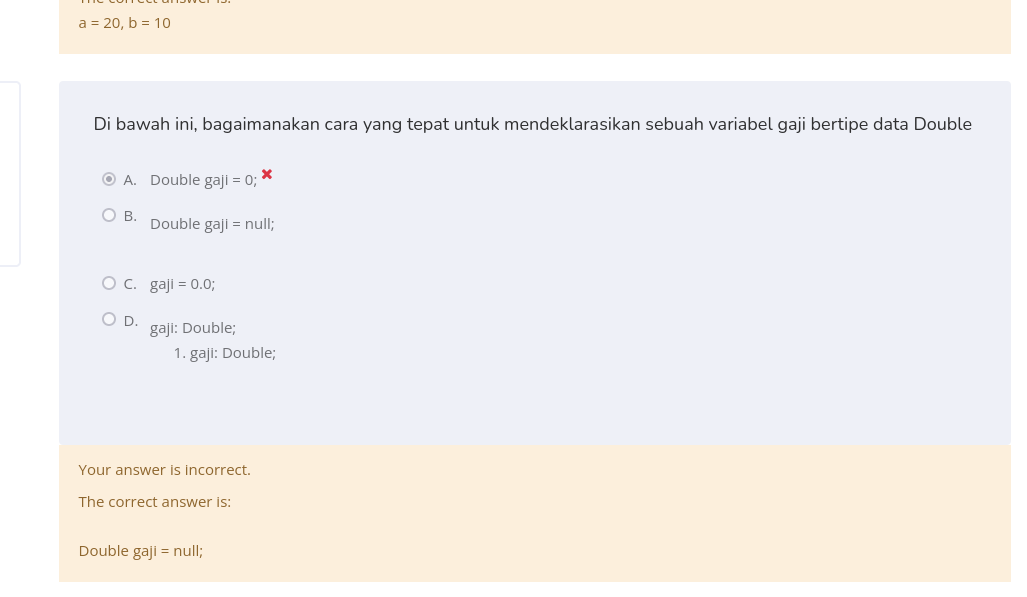 The correct answer is:
a = 20, b = 10
Di bawah ini, bagaimanakan cara yang tepat untuk mendeklarasikan sebuah variabel gaji bertipe data Double
A. Double gaji = 0;
B. Double gaji = null;
C. gaji = 0.0;
D. gaji: Double;
1. gaji: Double;
Your answer is incorrect.
The correct answer is:
Double gaji = null;